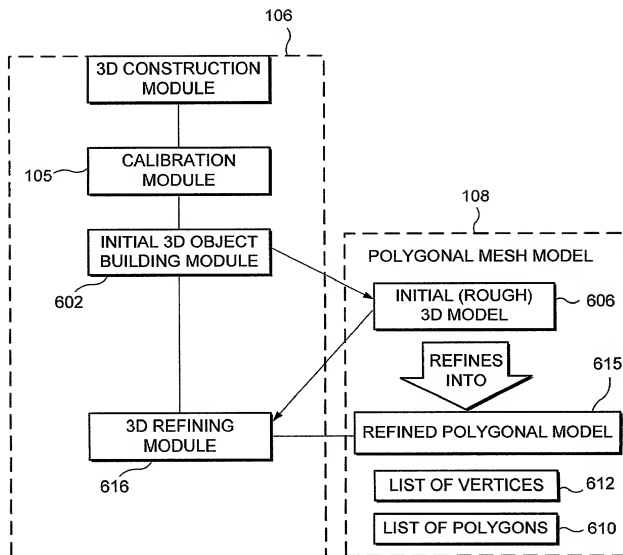 106
3D CONSTRUCTION
MODULE
105
CALIBRATION
MODULE
INITIAL 3D OBJECT
BUILDING MODULE
602
3D REFINING
MODULE
616
108
POLYGONAL MESH MODEL
INITIAL (ROUGH)
3D MODEL
606
REFINES
INTO
615
REFINED POLYGONAL MODEL
LIST OF VERTICES
612
LIST OF POLYGONS
610